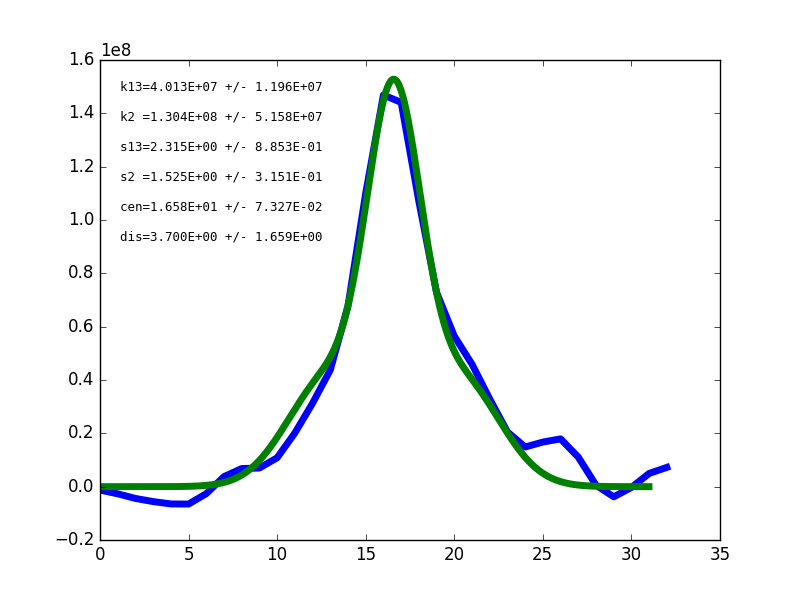 1e8
1.6
1.4
1.2
1.0
0.8
0.6
0.4
0.2
0.0
−0.2
k13=4.013E+07 +/- 1.196E+07
k2 =1.304E+08 +/- 5.158E+07
s13=2.315E+00 +/- 8.853E-01
s2 =1.525E+00 +/- 3.151E-01
cen=1.658E+01 +/- 7.327E-02
dis=3.700E+00 +/- 1.659E+00
0 5 10 15 20 25 30 35